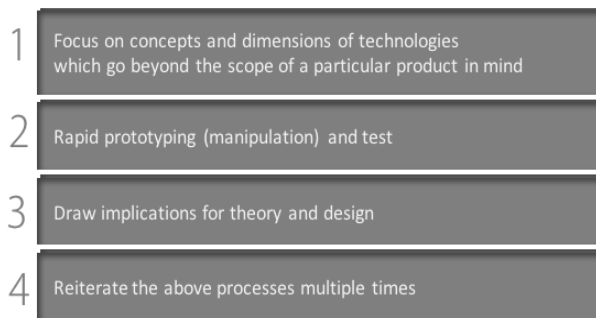 1
Focus on concepts and dimensions of technologies
which go beyond the scope of a particular product in mind
2
Rapid prototyping (manipulation) and test
3
Draw implications for theory and design
4
Reiterate the above processes multiple times